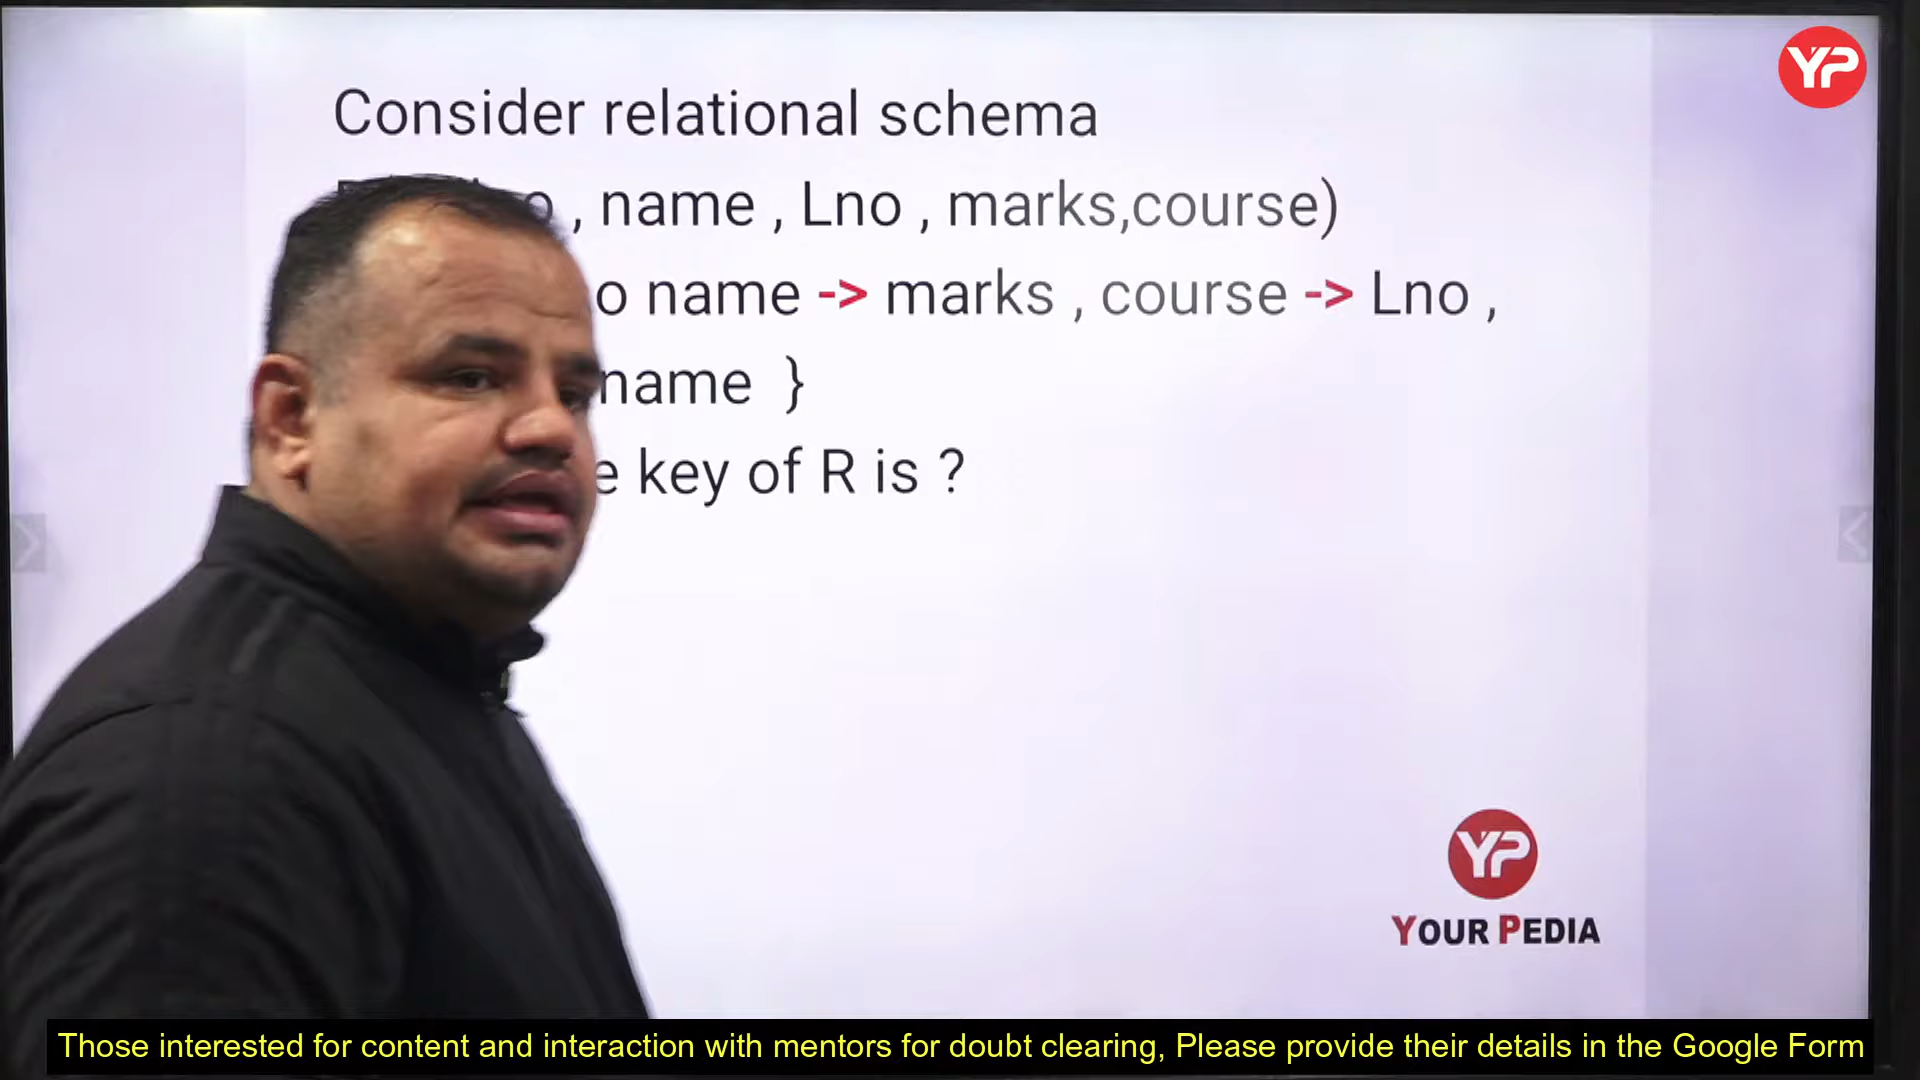 YP
Consider relational schema
, name , Lno , marks,course)
name -> marks , course -> Lno ,
name }
key of R is ?
YP
YOUR PEDIA
Those interested for content and interaction with mentors for doubt clearing, Please provide their details in the Google Form